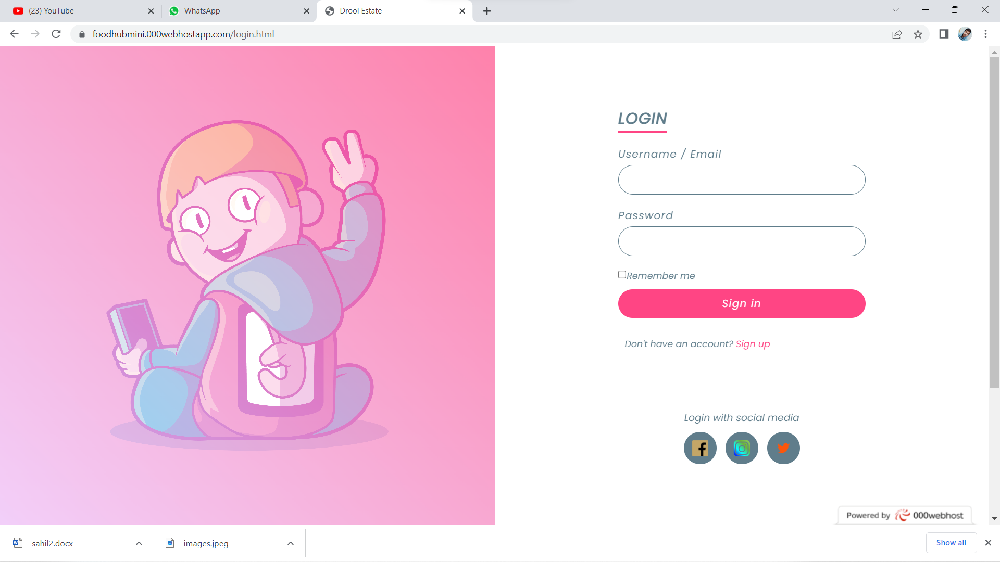 (23) YouTube
WhatsApp
Drool Estate
foodhubmini.000webhostapp.com/login.html
LOGIN
Username / Email
Password
Remember me
Sign in
Don't have an account? Sign up
Login with social media
Powered by 000webhost
sahil2.docx
images.jpeg
Show all